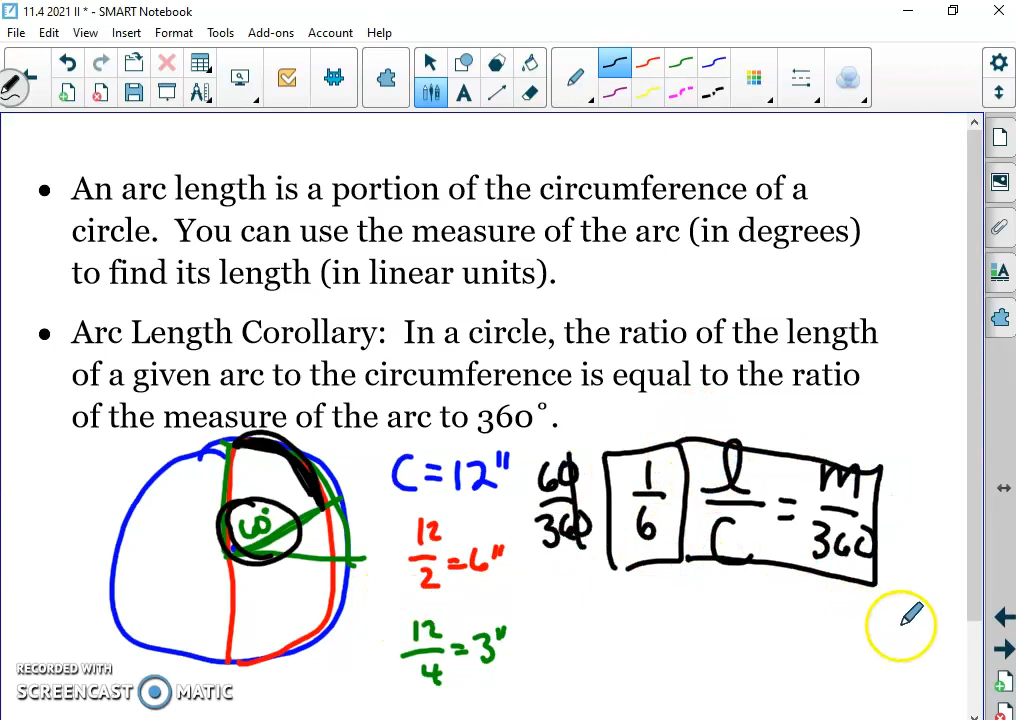 11.4 2021 II * - SMART Notebook
File Edit View Insert Format Tools Add-ons Account Help
• An arc length is a portion of the circumference of a
circle. You can use the measure of the arc (in degrees)
to find its length (in linear units).
• Arc Length Corollary: In a circle, the ratio of the length
of a given arc to the circumference is equal to the ratio
of the measure of the arc to 360°.
60°
C = 12"
12/2 = 6"
12/4 = 3"
60/360
1/6
l/C = m/360
RECORDED WITH
SCREENCAST MATIC